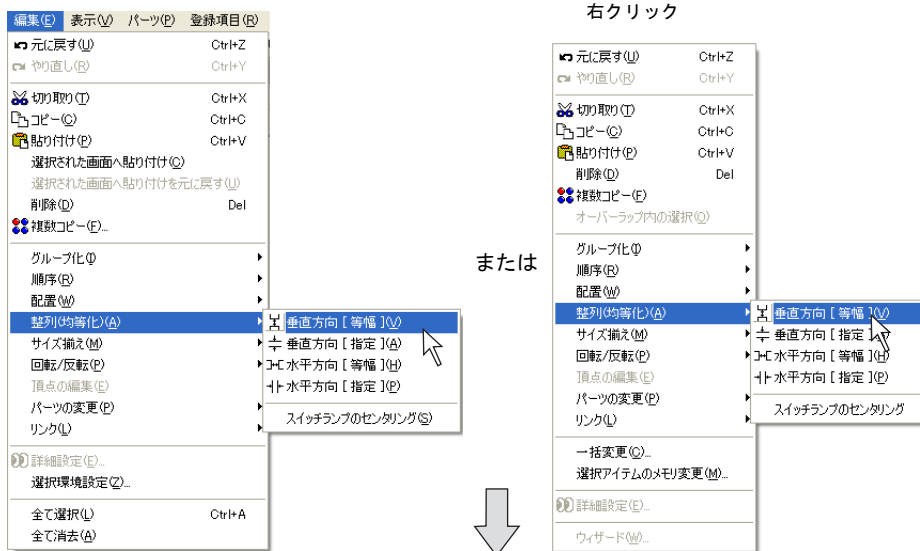 編集(E) 表示(V) パーツ(P) 登録項目(R)
元に戻す(U) Ctrl+Z
やり直し(R) Ctrl+Y
切り取り(T) Ctrl+X
コピー(C) Ctrl+C
貼り付け(P) Ctrl+V
選択された画面へ貼り付け(C)
選択された画面へ貼り付けを元に戻す(U)
削除(D) Del
複数コピー(F)...
グループ化(I)
順序(R)
配置(W)
整列(均等化)(A)
サイズ揃え(M)
回転/反転(P)
頂点の編集(E)
パーツの変更(P)
リンク(L)
詳細設定(E)...
選択環境設定(Z)...
全て選択(L) Ctrl+A
全て消去(A)
垂直方向 [ 等幅 ](V)
垂直方向 [ 指定 ](A)
水平方向 [ 等幅 ](H)
水平方向 [ 指定 ](P)
スイッチランプのセンタリング(S)
または
右クリック
元に戻す(U) Ctrl+Z
やり直し(R) Ctrl+Y
切り取り(T) Ctrl+X
コピー(C) Ctrl+C
貼り付け(P) Ctrl+V
削除(D) Del
複数コピー(F)
オーバーラップ内の選択(O)
グループ化(I)
順序(R)
配置(W)
整列(均等化)(A)
サイズ揃え(M)
回転/反転(P)
頂点の編集(E)
パーツの変更(P)
リンク(L)
一括変更(C)...
選択アイテムのメモリ変更(M)...
詳細設定(E)...
ウィザード(W)...
垂直方向 [ 等幅 ](V)
垂直方向 [ 指定 ]
水平方向 [ 等幅 ](H)
水平方向 [ 指定 ](P)
スイッチランプのセンタリング